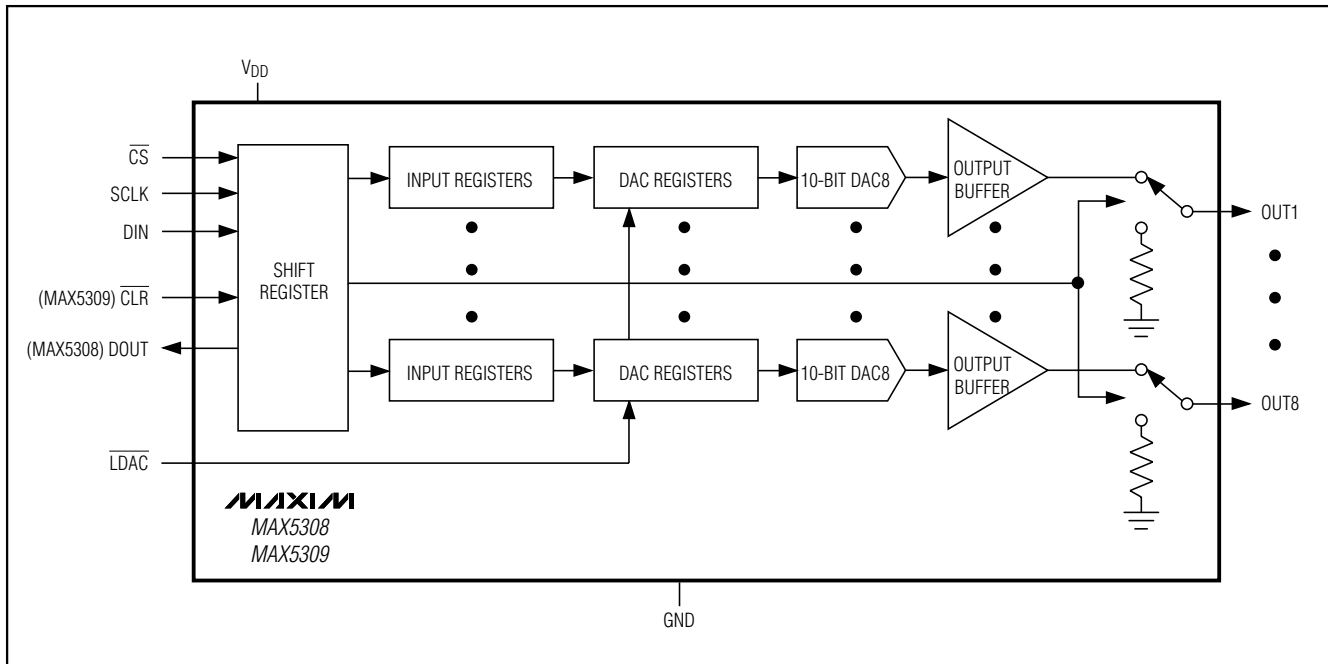 VDD
CS
SCLK
DIN
(MAX5309) CLR
(MAX5308) DOUT
LDAC
SHIFT
REGISTER
INPUT REGISTERS
DAC REGISTERS
10-BIT DAC8
OUTPUT
BUFFER
OUT1
INPUT REGISTERS
DAC REGISTERS
10-BIT DAC8
OUTPUT
BUFFER
OUT8
MAXIM
MAX5308
MAX5309
GND